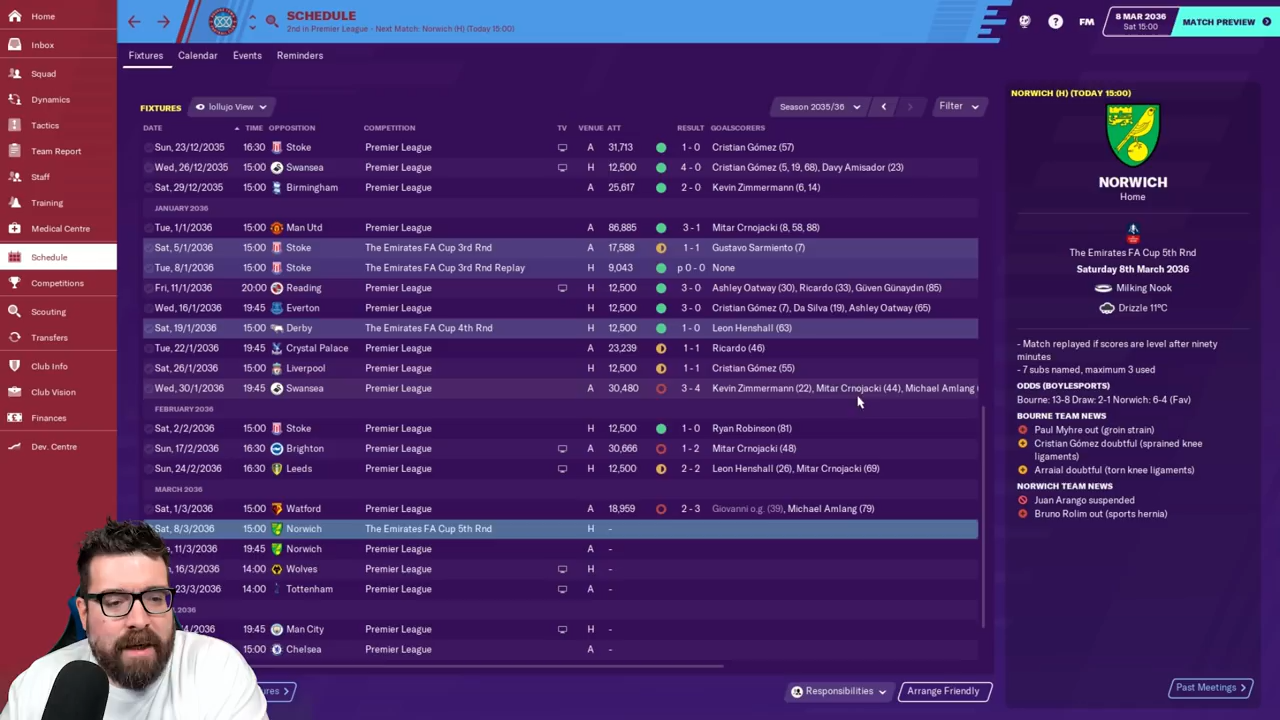 Home
Inbox
Squad
Dynamics
Tactics
Team Report
Staff
Training
Medical Centre
Schedule
Competitions
Scouting
Transfers
Club Info
Club Vision
Finances
Dev. Centre
SCHEDULE
2nd in Premier League - Next Match: Norwich (H) (Today 15:00)
FM
8 MAR 2036
Sat 15:00
MATCH PREVIEW
Fixtures Calendar Events Reminders
FIXTURES lollujo View Season 2035/36 Filter
DATE TIME OPPOSITION COMPETITION TV VENUE ATT RESULT GOALSCORERS
Sun, 23/12/2035 16:30 Stoke Premier League A 31,713 1 - 0 Cristian Gómez (57)
Wed, 26/12/2035 15:00 Swansea Premier League H 12,500 4 - 0 Cristian Gómez (5, 19, 68), Davy Amisador (23)
Sat, 29/12/2035 15:00 Birmingham Premier League A 25,617 2 - 0 Kevin Zimmermann (6, 14)
JANUARY 2036
Tue, 1/1/2036 15:00 Man Utd Premier League A 86,885 3 - 1 Mitar Crnojacki (8, 58, 88)
Sat, 5/1/2036 15:00 Stoke The Emirates FA Cup 3rd Rnd A 17,588 1 - 1 Gustavo Sarmiento (7)
Tue, 8/1/2036 15:00 Stoke The Emirates FA Cup 3rd Rnd Replay H 9,043 p 0 - 0 None
Fri, 11/1/2036 20:00 Reading Premier League H 12,500 3 - 0 Ashley Oatway (30), Ricardo (33), Güven Günaydın (85)
Wed, 16/1/2036 19:45 Everton Premier League H 12,500 3 - 0 Cristian Gómez (7), Da Silva (19), Ashley Oatway (65)
Sat, 19/1/2036 15:00 Derby The Emirates FA Cup 4th Rnd H 12,500 1 - 0 Leon Henshall (63)
Tue, 22/1/2036 19:45 Crystal Palace Premier League A 23,239 1 - 1 Ricardo (46)
Sat, 26/1/2036 15:00 Liverpool Premier League H 12,500 1 - 1 Cristian Gómez (55)
Wed, 30/1/2036 19:45 Swansea Premier League A 30,480 3 - 4 Kevin Zimmermann (22), Mitar Crnojacki (44), Michael Amlang
FEBRUARY 2036
Sat, 2/2/2036 15:00 Stoke Premier League H 12,500 1 - 0 Ryan Robinson (81)
Sun, 17/2/2036 16:30 Brighton Premier League A 30,666 1 - 2 Mitar Crnojacki (48)
Sun, 24/2/2036 16:30 Leeds Premier League H 12,500 2 - 2 Leon Henshall (26), Mitar Crnojacki (69)
MARCH 2036
Sat, 1/3/2036 15:00 Watford Premier League A 18,959 2 - 3 Giovanni o.g. (39), Michael Amlang (79)
Sat, 8/3/2036 15:00 Norwich The Emirates FA Cup 5th Rnd H -
11/3/2036 19:45 Norwich Premier League A -
16/3/2036 14:00 Wolves Premier League H -
23/3/2036 14:00 Tottenham Premier League A -
2036
/4/2036 19:45 Man City Premier League H -
/2036 15:00 Chelsea Premier League A -
Responsibilities Arrange Friendly
NORWICH (H) (TODAY 15:00)
NORWICH
Home
The Emirates FA Cup 5th Rnd
Saturday 8th March 2036
Milking Nook
Drizzle 11ºC
- Match replayed if scores are level after ninety
minutes
- 7 subs named, maximum 3 used
ODDS (BOYLESPORTS)
Bourne: 13-8 Draw: 2-1 Norwich: 6-4 (Fav)
BOURNE TEAM NEWS
Paul Myhre out (groin strain)
Cristian Gómez doubtful (sprained knee
ligaments)
Arraial doubtful (torn knee ligaments)
NORWICH TEAM NEWS
Juan Arango suspended
Bruno Rolim out (sports hernia)
Past Meetings